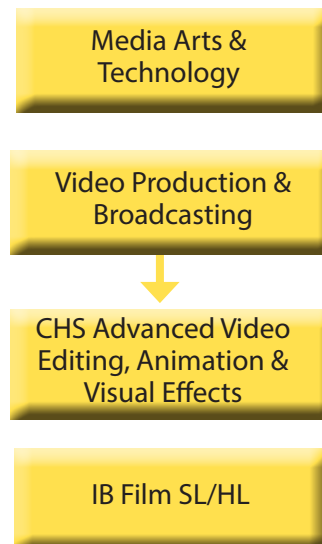 Media Arts &
Technology
Video Production &
Broadcasting
CHS Advanced Video
Editing, Animation &
Visual Effects
IB Film SL/HL